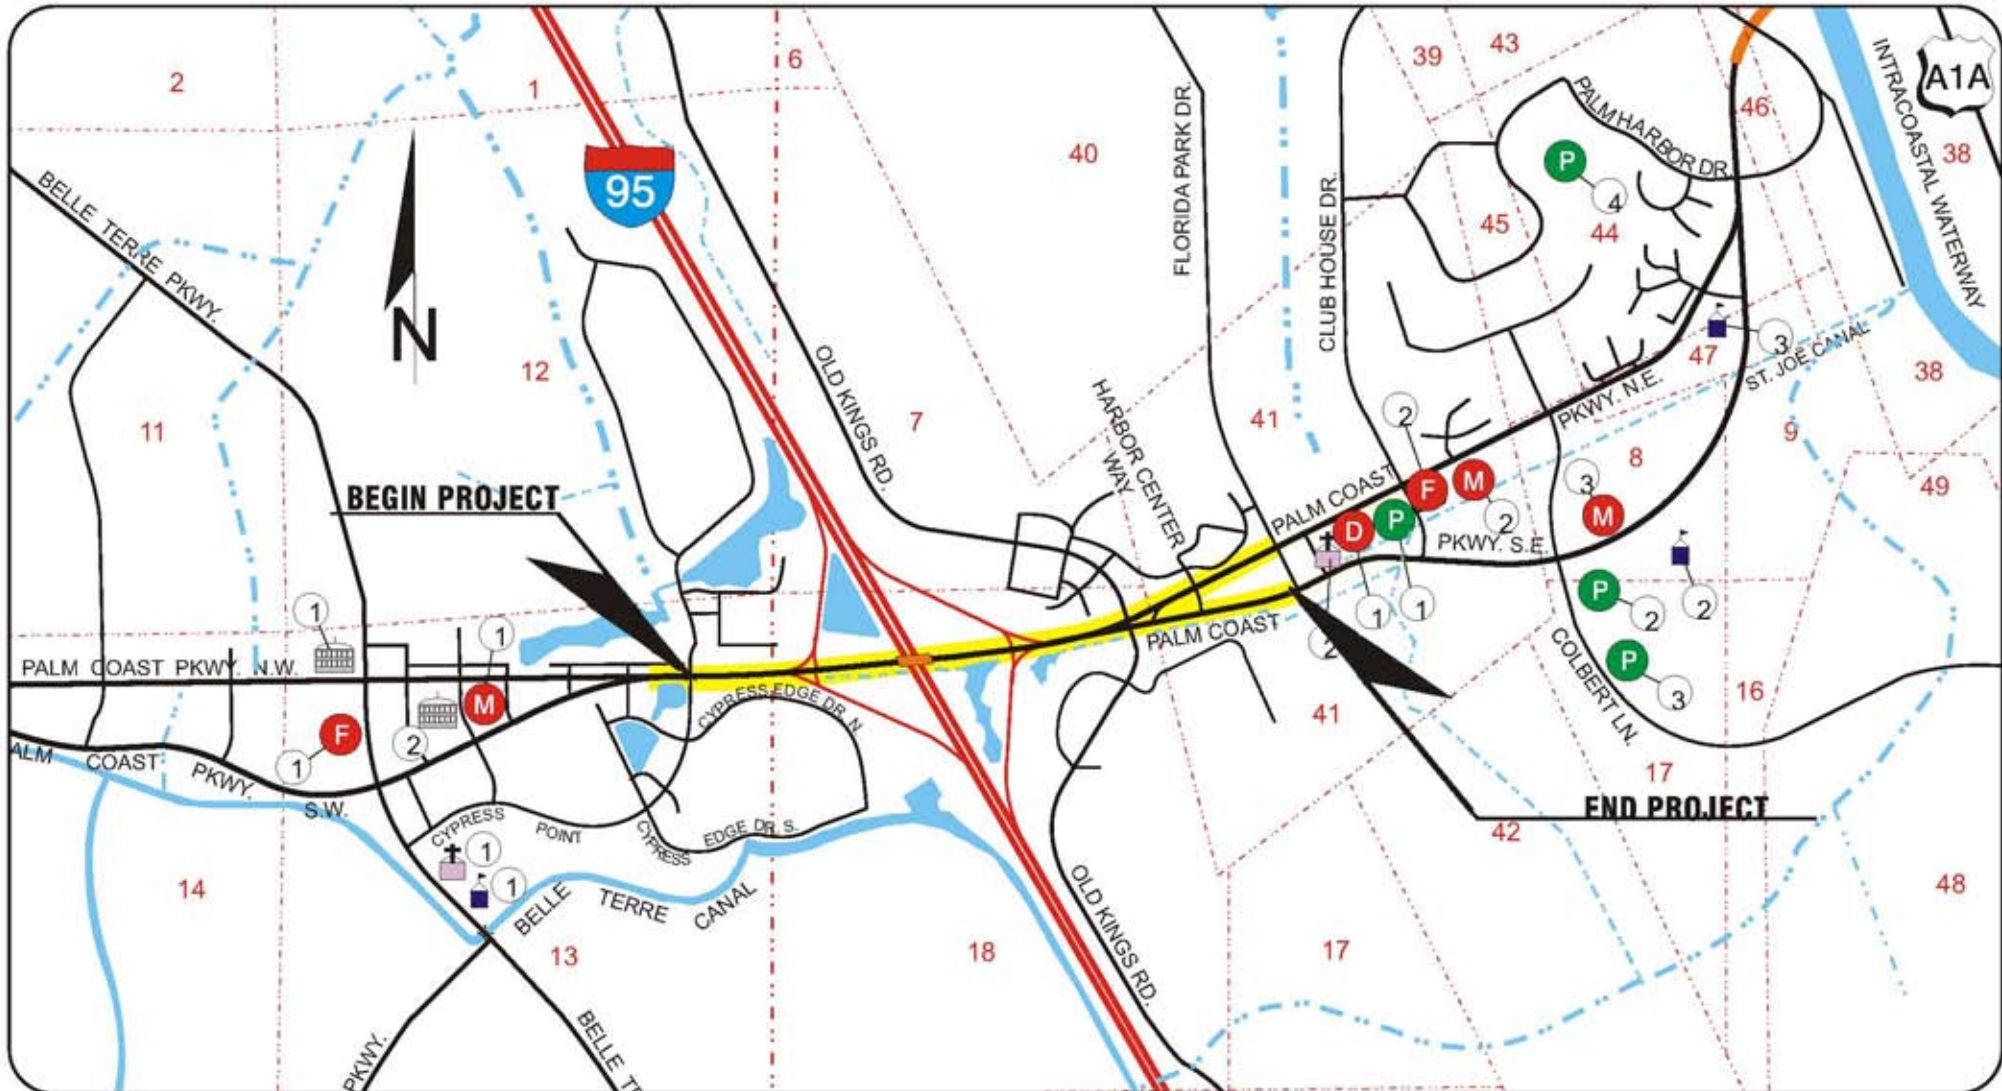 2
1
6
39
43
46
A1A
INTRACOASTAL WATERWAY
38
PALM HARBOR DR.
P
4
40
FLORIDA PARK DR.
95
BELLE TERRE PKWY.
CLUB HOUSE DR.
45
44
N
12
OLD KINGS RD.
7
HARBOR CENTER
WAY
41
2
47
3
ST. JOE CANAL
38
PKWY. N.E.
11
8
9
49
BEGIN PROJECT
PALM COAST
F
M
2
3
M
D
P
PKWY. S.E.
1
1
2
P
2
2
1
1
PALM COAST PKWY. N.W.
PALM COAST
P
3
COLBERT LN.
16
M
F
1
2
CYPRESS EDGE DR. N.
41
ALM COAST PKWY. S.W.
17
END PROJECT
42
CYPRESS POINT
CYPRESS EDGE DR. S.
1
1
14
BELLE TERRE CANAL
OLD KINGS RD.
48
13
18
17
PKWY.
BELLE T